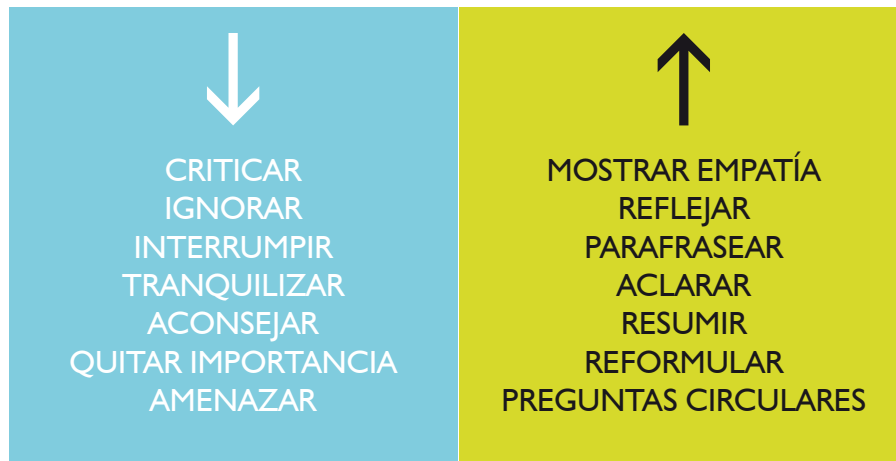 CRITICAR
IGNORAR
INTERRUMPIR
TRANQUILIZAR
ACONSEJAR
QUITAR IMPORTANCIA
AMENAZAR
MOSTRAR EMPATÍA
REFLEJAR
PARAFRASEAR
ACLARAR
RESUMIR
REFORMULAR
PREGUNTAS CIRCULARES